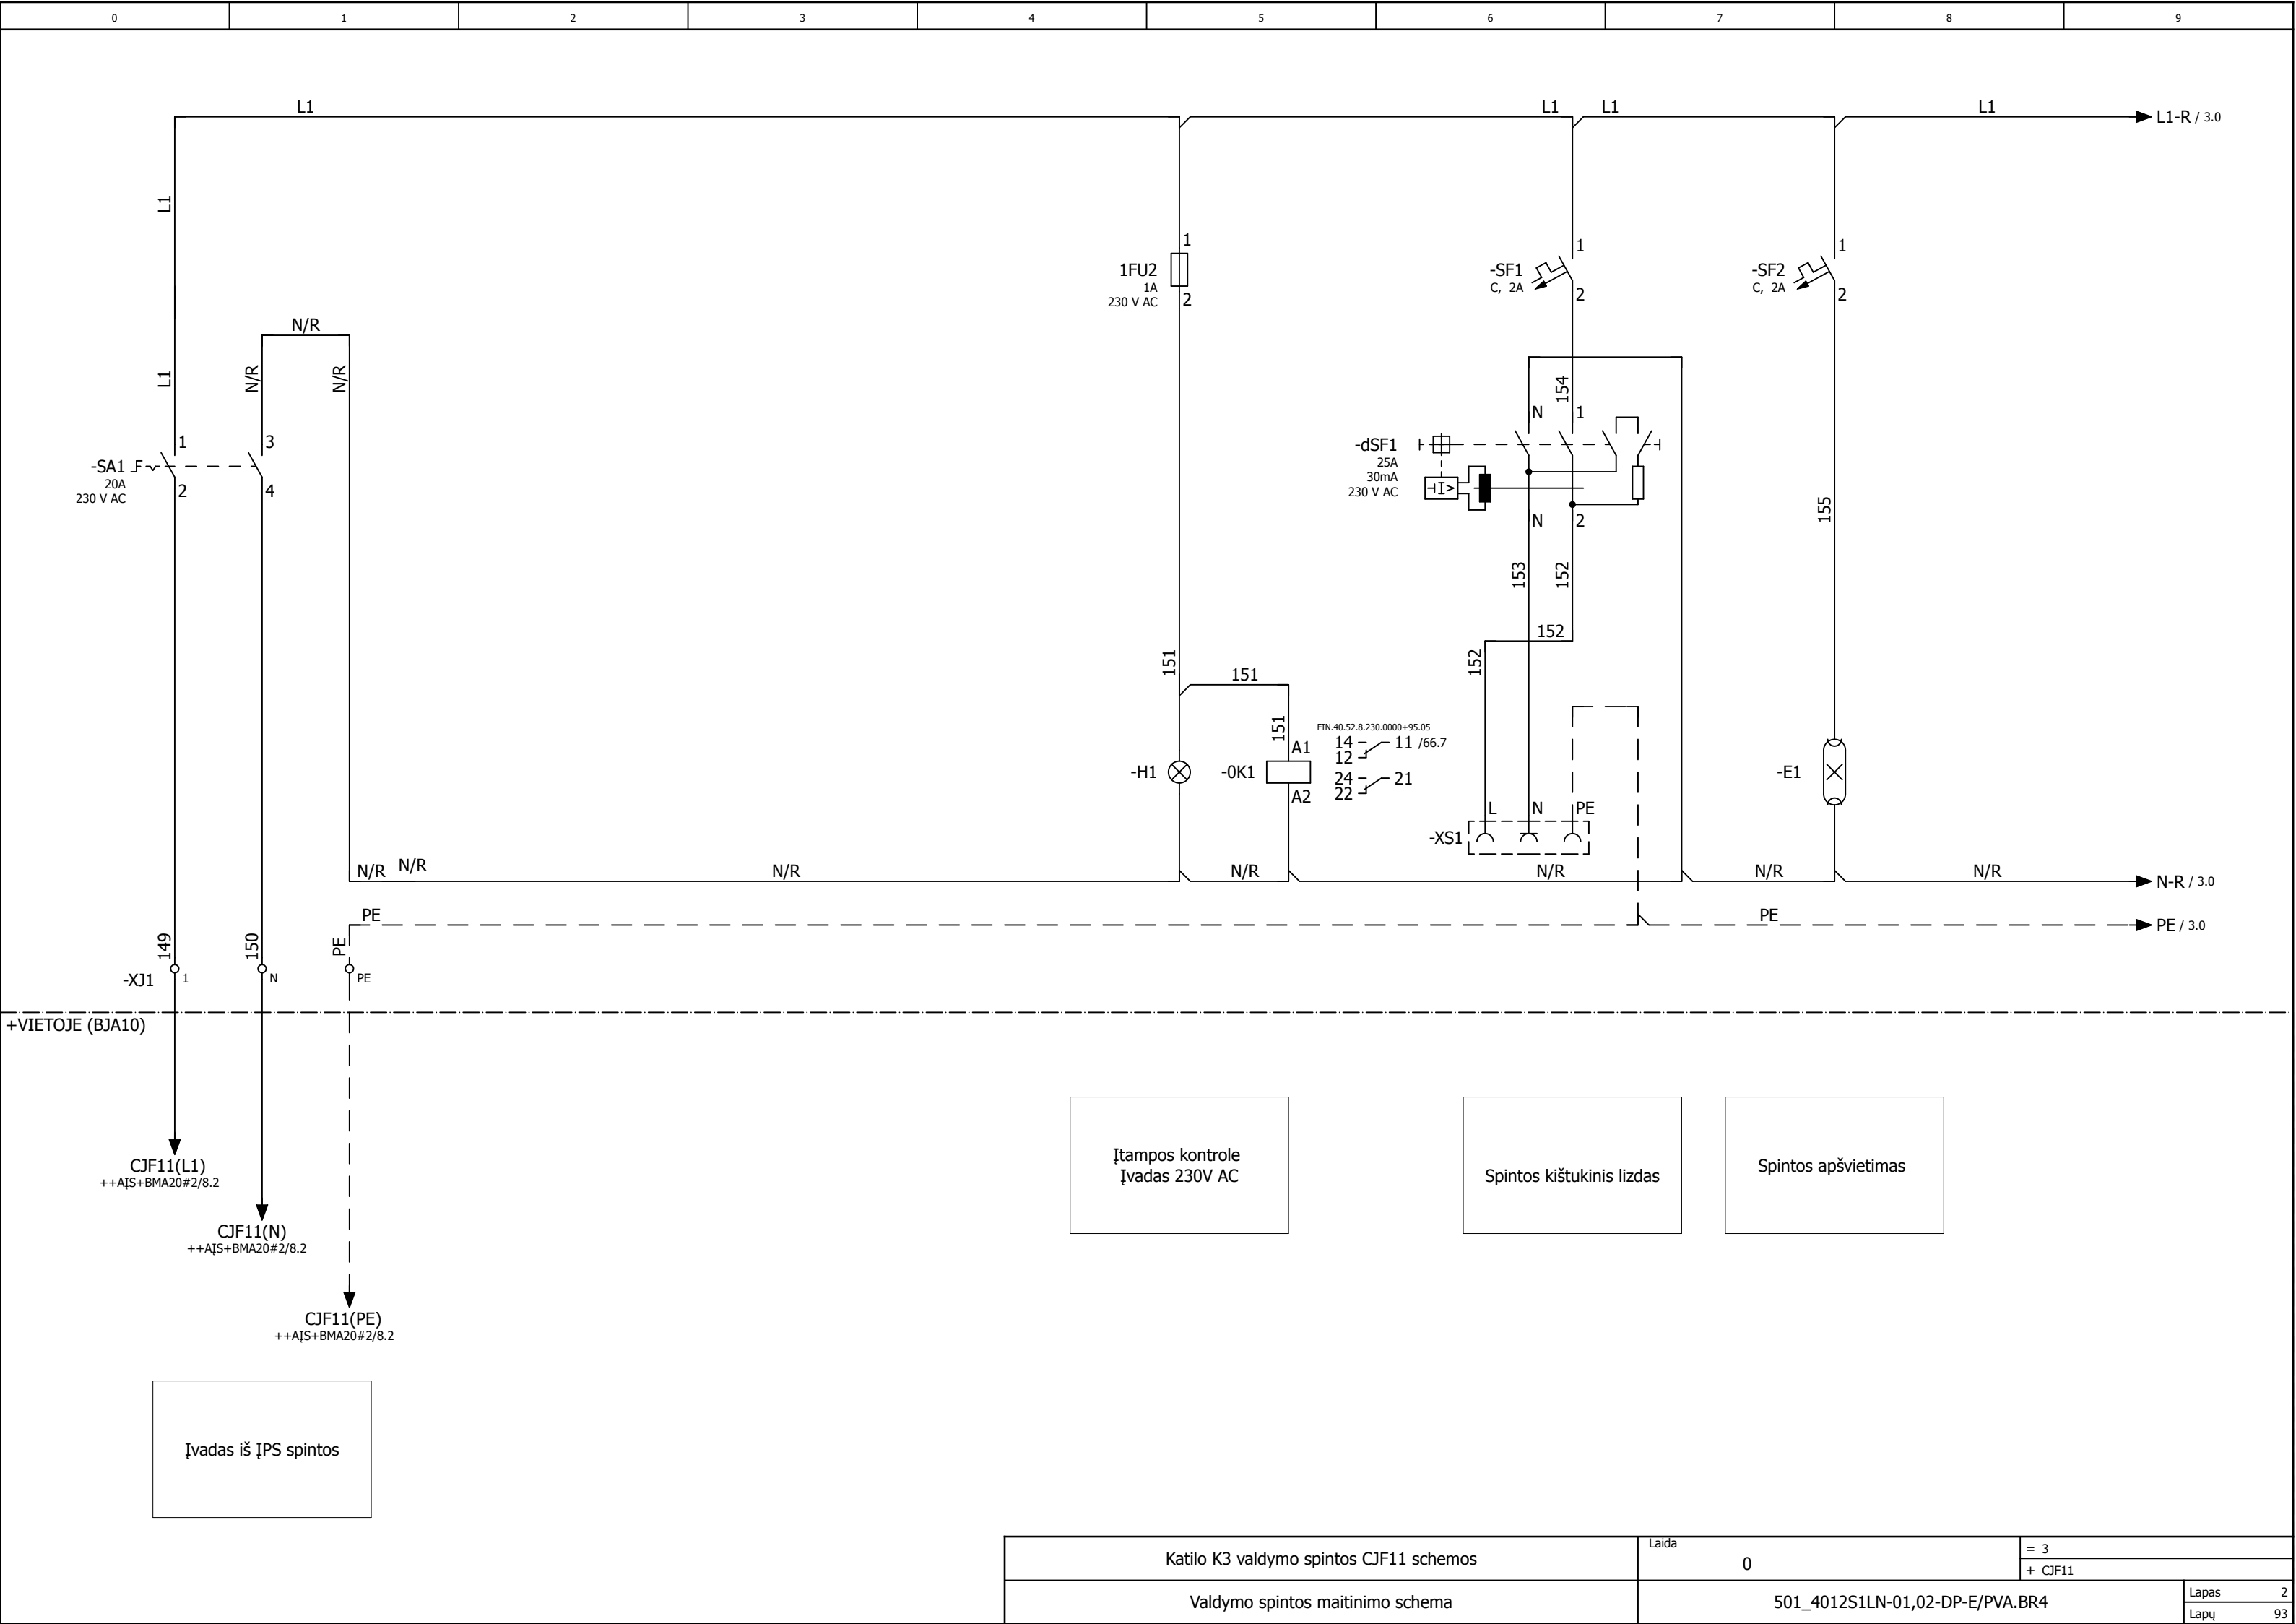 0 1 2 3 4 5 6 7 8 9
L1 L1 L1 L1
L1-R / 3.0
L1
1FU2
1A
230 V AC
1
2
-SF1
C, 2A
1
2
-SF2
C, 2A
1
2
N/R
L1
N/R
N/R
154
-SA1
20A
230 V AC
1
2
3
4
-dSF1
25A
30mA
230 V AC
N
1
I>
N
2
155
153
152
152
152
151
151
151
FIN.40.52.8.230.0000+95.05
14
12
11 /66.7
24
22
21
-H1
-0K1
A1
A2
-E1
L
N
PE
-XS1
N/R N/R N/R N/R N/R N/R N/R
N-R / 3.0
PE PE
PE / 3.0
149
150
PE
-XJ1
1
N
PE
+VIETOJE (BJA10)
CJF11(L1)
++AĮS+BMA20#2/8.2
CJF11(N)
++AĮS+BMA20#2/8.2
CJF11(PE)
++AĮS+BMA20#2/8.2
Įtampos kontrole
Įvadas 230V AC
Spintos kištukinis lizdas
Spintos apšvietimas
Įvadas iš ĮPS spintos
Katilo K3 valdymo spintos CJF11 schemos
Laida
0
= 3
+ CJF11
Valdymo spintos maitinimo schema
501_4012S1LN-01,02-DP-E/PVA.BR4
Lapas 2
Lapų 93